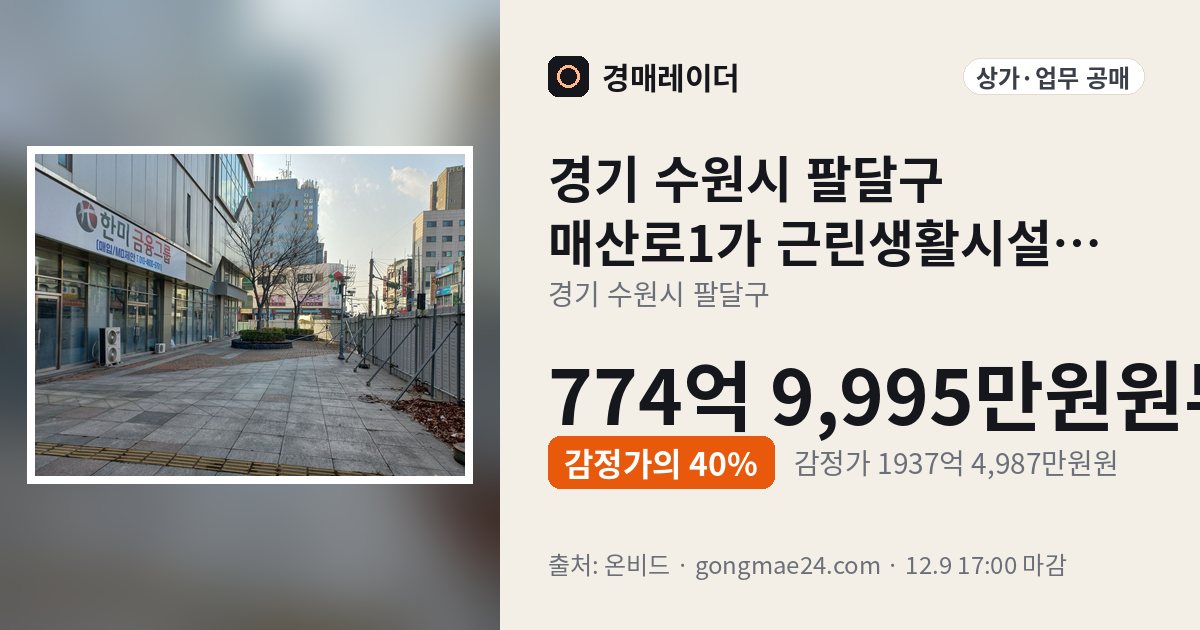 경매레이더
상가·업무 공매
경기 수원시 팔달구
매산로1가 근린생활시설…
경기 수원시 팔달구
774억 9,995만원원부
감정가의 40%
감정가 1937억 4,987만원원
출처: 온비드 · gongmae24.com · 12.9 17:00 마감
한미금융그룹